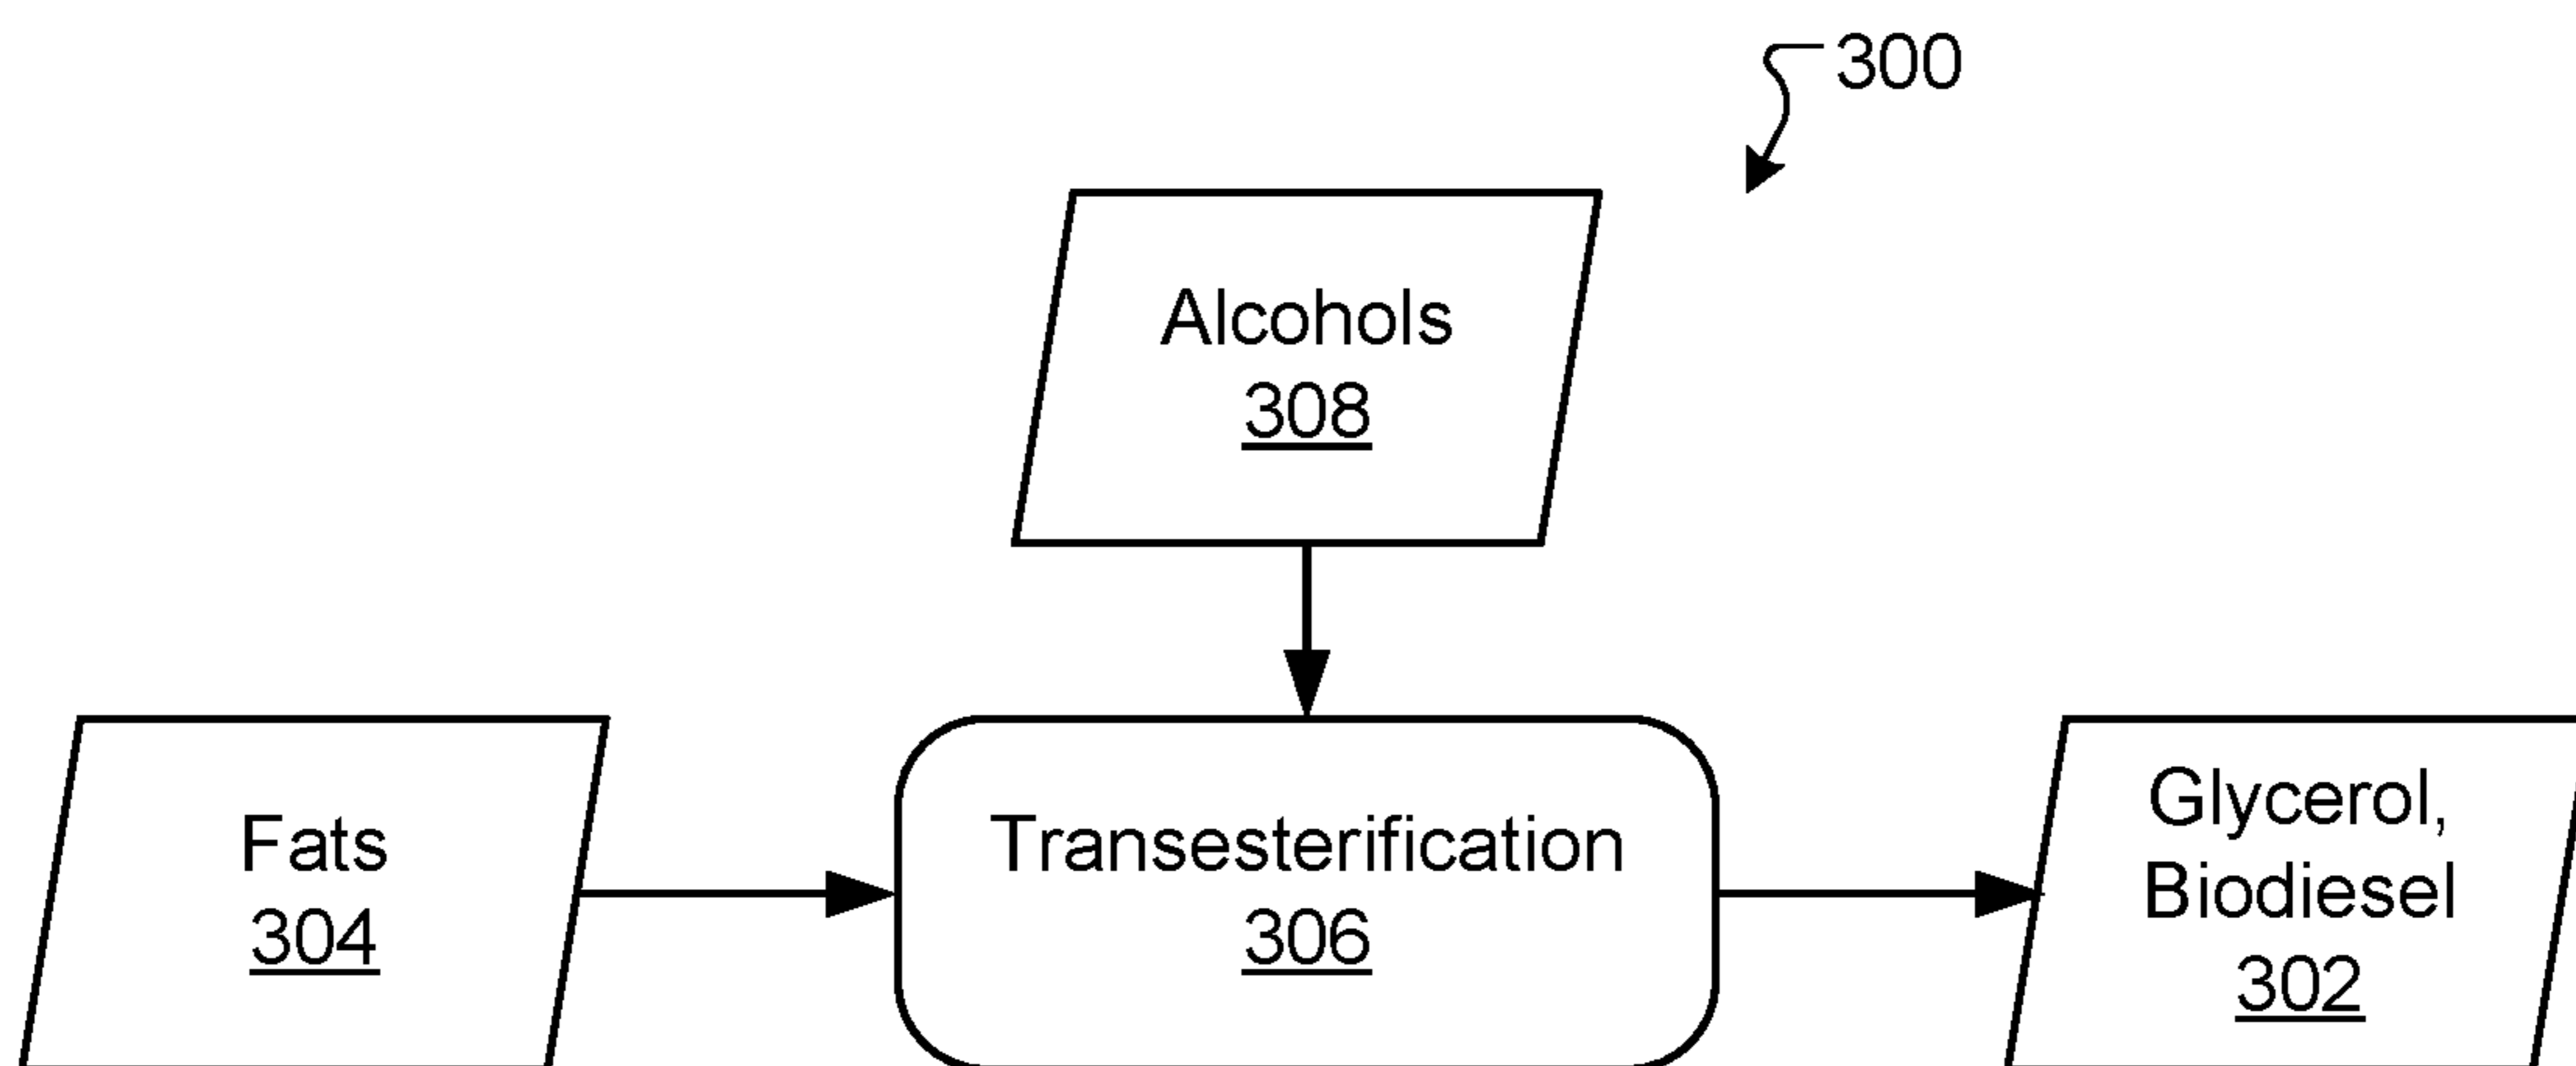 300
Alcohols
308
Fats
304
Transesterification
306
Glycerol,
Biodiesel
302